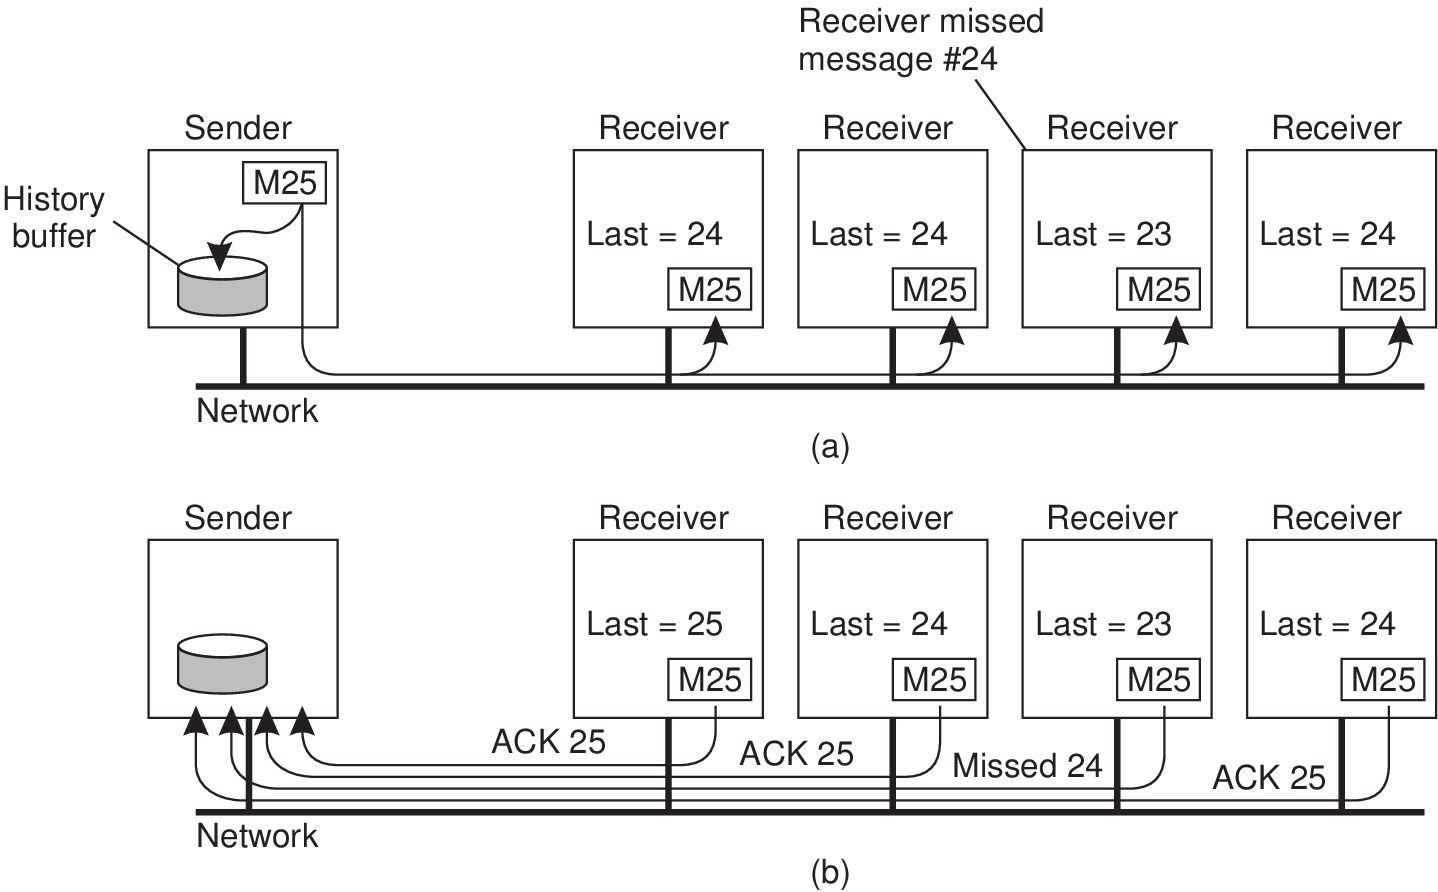 Receiver missed
message #24
Sender
Receiver
Receiver
Receiver
Receiver
History
buffer
M25
Last = 24
Last = 24
Last = 23
Last = 24
M25
M25
M25
M25
Network
(a)
Sender
Receiver
Receiver
Receiver
Receiver
Last = 25
Last = 24
Last = 23
Last = 24
M25
M25
M25
M25
ACK 25
ACK 25
Missed 24
ACK 25
Network
(b)